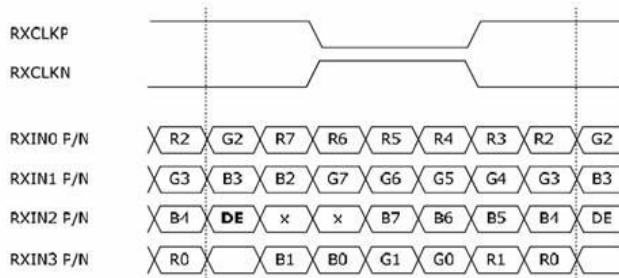 RXCLKP
RXCLKN
RXIN0 P/N R2 G2 R7 R6 R5 R4 R3 R2 G2
RXIN1 P/N G3 B3 B2 G7 G6 G5 G4 G3 B3
RXIN2 P/N B4 DE x x B7 B6 B5 B4 DE
RXIN3 P/N R0 B1 B0 G1 G0 R1 R0